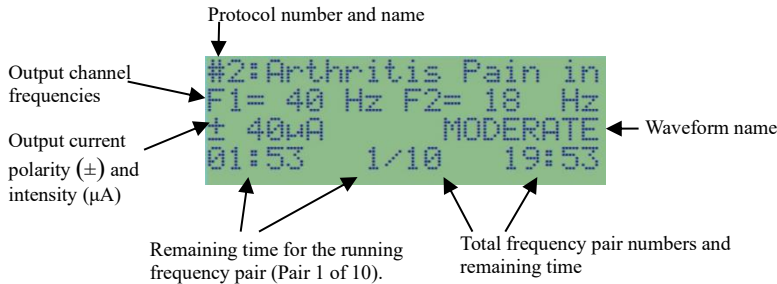 Protocol number and name
Output channel
frequencies
Output current
polarity (±) and
intensity (µA)
#2:Arthritis Pain in
F1= 40 Hz F2= 18 Hz
± 40µA MODERATE
01:53 1/10 19:53
Waveform name
Remaining time for the running
frequency pair (Pair 1 of 10).
Total frequency pair numbers and
remaining time